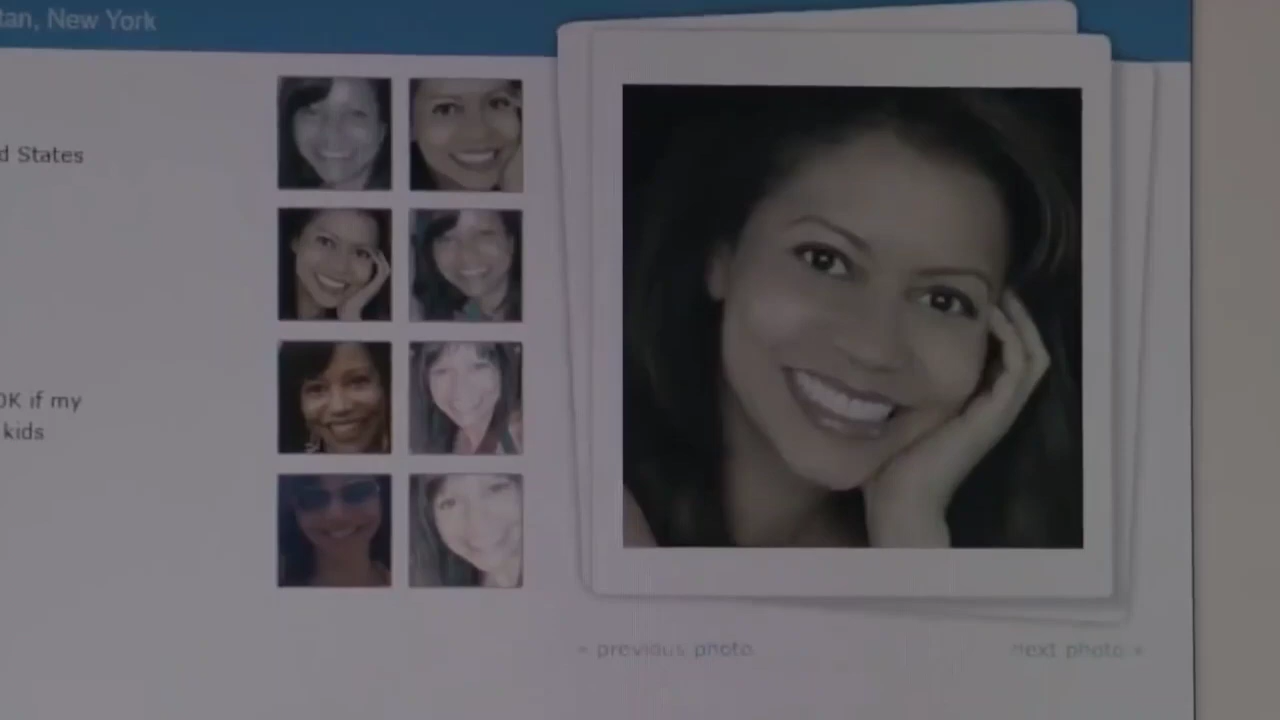 tan, New York
d States
OK if my
kids
« previous photo
next photo »